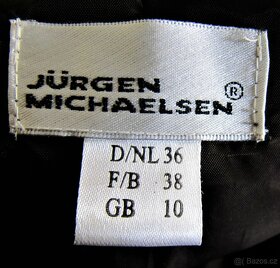 JÜRGEN
MICHAELSEN ®
D/NL 36
F/B 38
GB 10
Bazos.cz